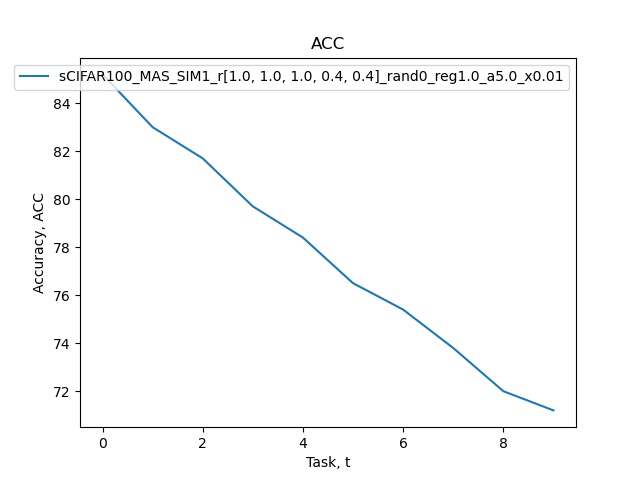 ACC
sCIFAR100_MAS_SIM1_r[1.0, 1.0, 1.0, 0.4, 0.4]_rand0_reg1.0_a5.0_x0.01
84
82
80
78
76
74
72
Accuracy, ACC
0 2 4 6 8
Task, t